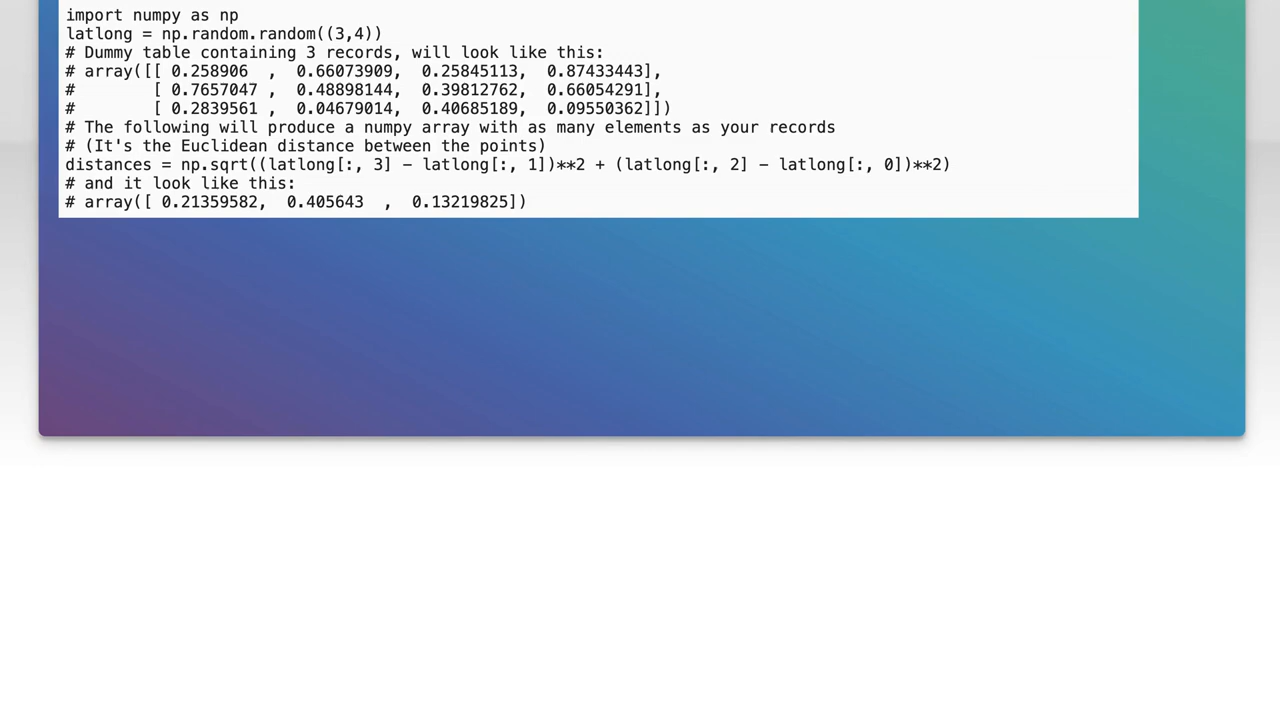 import numpy as np
latlong = np.random.random((3,4))
# Dummy table containing 3 records, will look like this:
# array([[ 0.258906  ,  0.66073909,  0.25845113,  0.87433443],
#        [ 0.7657047 ,  0.48898144,  0.39812762,  0.66054291],
#        [ 0.2839561 ,  0.04679014,  0.40685189,  0.09550362]])
# The following will produce a numpy array with as many elements as your records
# (It's the Euclidean distance between the points)
distances = np.sqrt((latlong[:, 3] - latlong[:, 1])**2 + (latlong[:, 2] - latlong[:, 0])**2)
# and it look like this:
# array([ 0.21359582,  0.405643  ,  0.13219825])